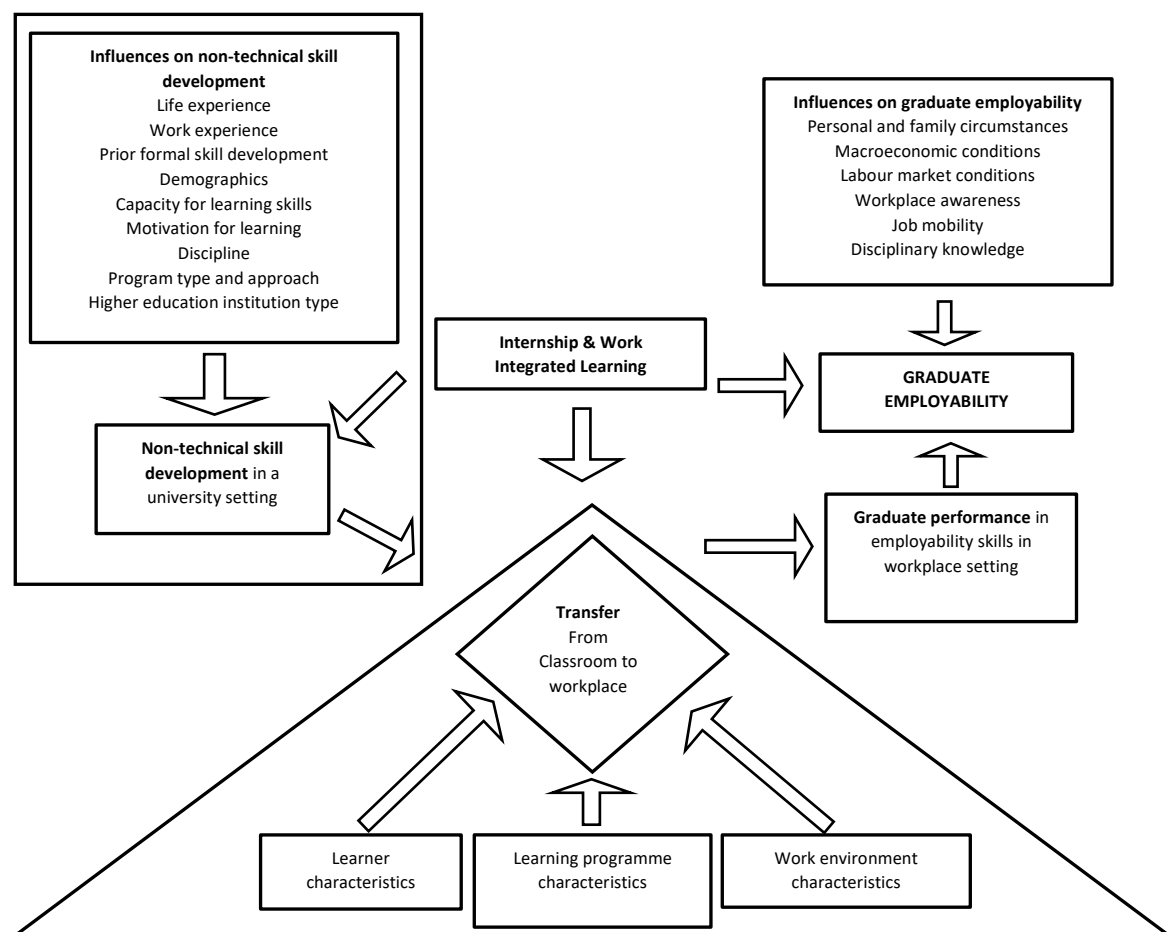 Influences on non-technical skill
development
Life experience
Work experience
Prior formal skill development
Demographics
Capacity for learning skills
Motivation for learning
Discipline
Program type and approach
Higher education institution type
Influences on graduate employability
Personal and family circumstances
Macroeconomic conditions
Labour market conditions
Workplace awareness
Job mobility
Disciplinary knowledge
Internship & Work
Integrated Learning
GRADUATE
EMPLOYABILITY
Non-technical skill
development in a
university setting
Graduate performance in
employability skills in
workplace setting
Transfer
From
Classroom to
workplace
Learner
characteristics
Learning programme
characteristics
Work environment
characteristics